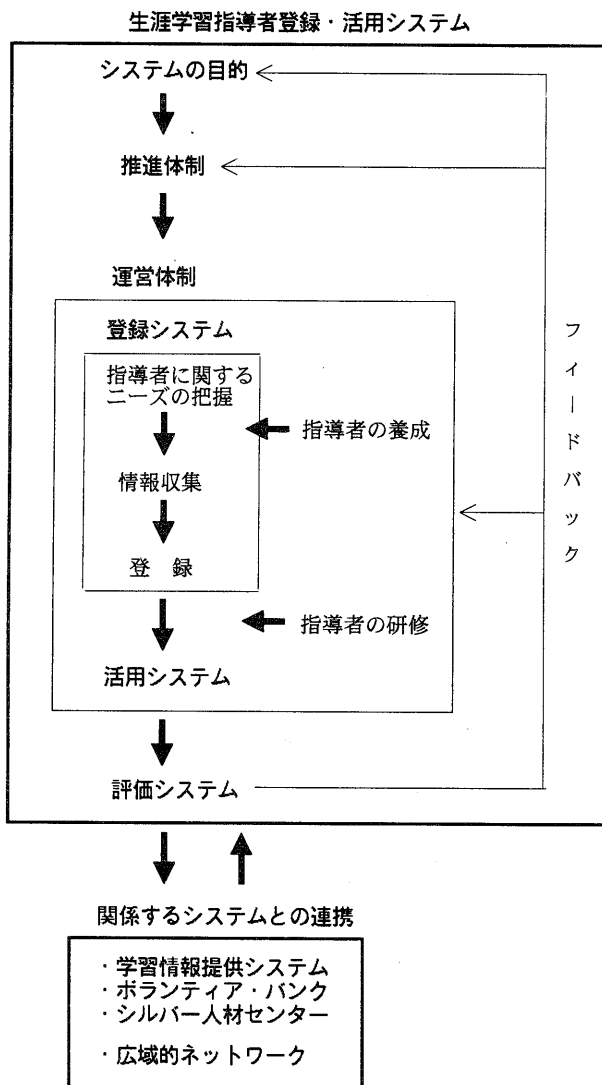 生涯学習指導者登録・活用システム
システムの目的
推進体制
運営体制
登録システム
指導者に関する
ニーズの把握
指導者の養成
情報収集
登　録
指導者の研修
活用システム
評価システム
フィードバック
関係するシステムとの連携
・学習情報提供システム
・ボランティア・バンク
・シルバー人材センター
・広域的ネットワーク